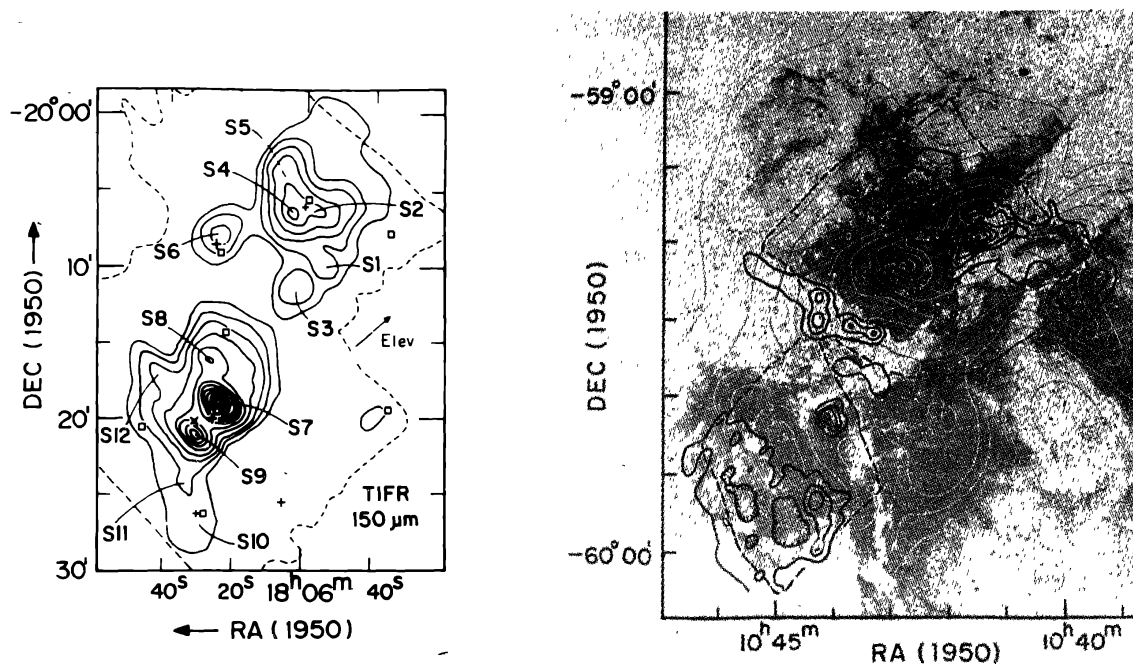 -20°00'
10'
20'
30'
DEC (1950)
S5
S4
S2
S6
S1
S3
S8
Elev
S7
S12
S9
S11
S10
TIFR
150 µm
40ˢ
20ˢ
18ʰ06ᵐ
40ˢ
RA (1950)
-59°00'
-60°00'
DEC (1950)
10ʰ45ᵐ
10ʰ40ᵐ
RA (1950)